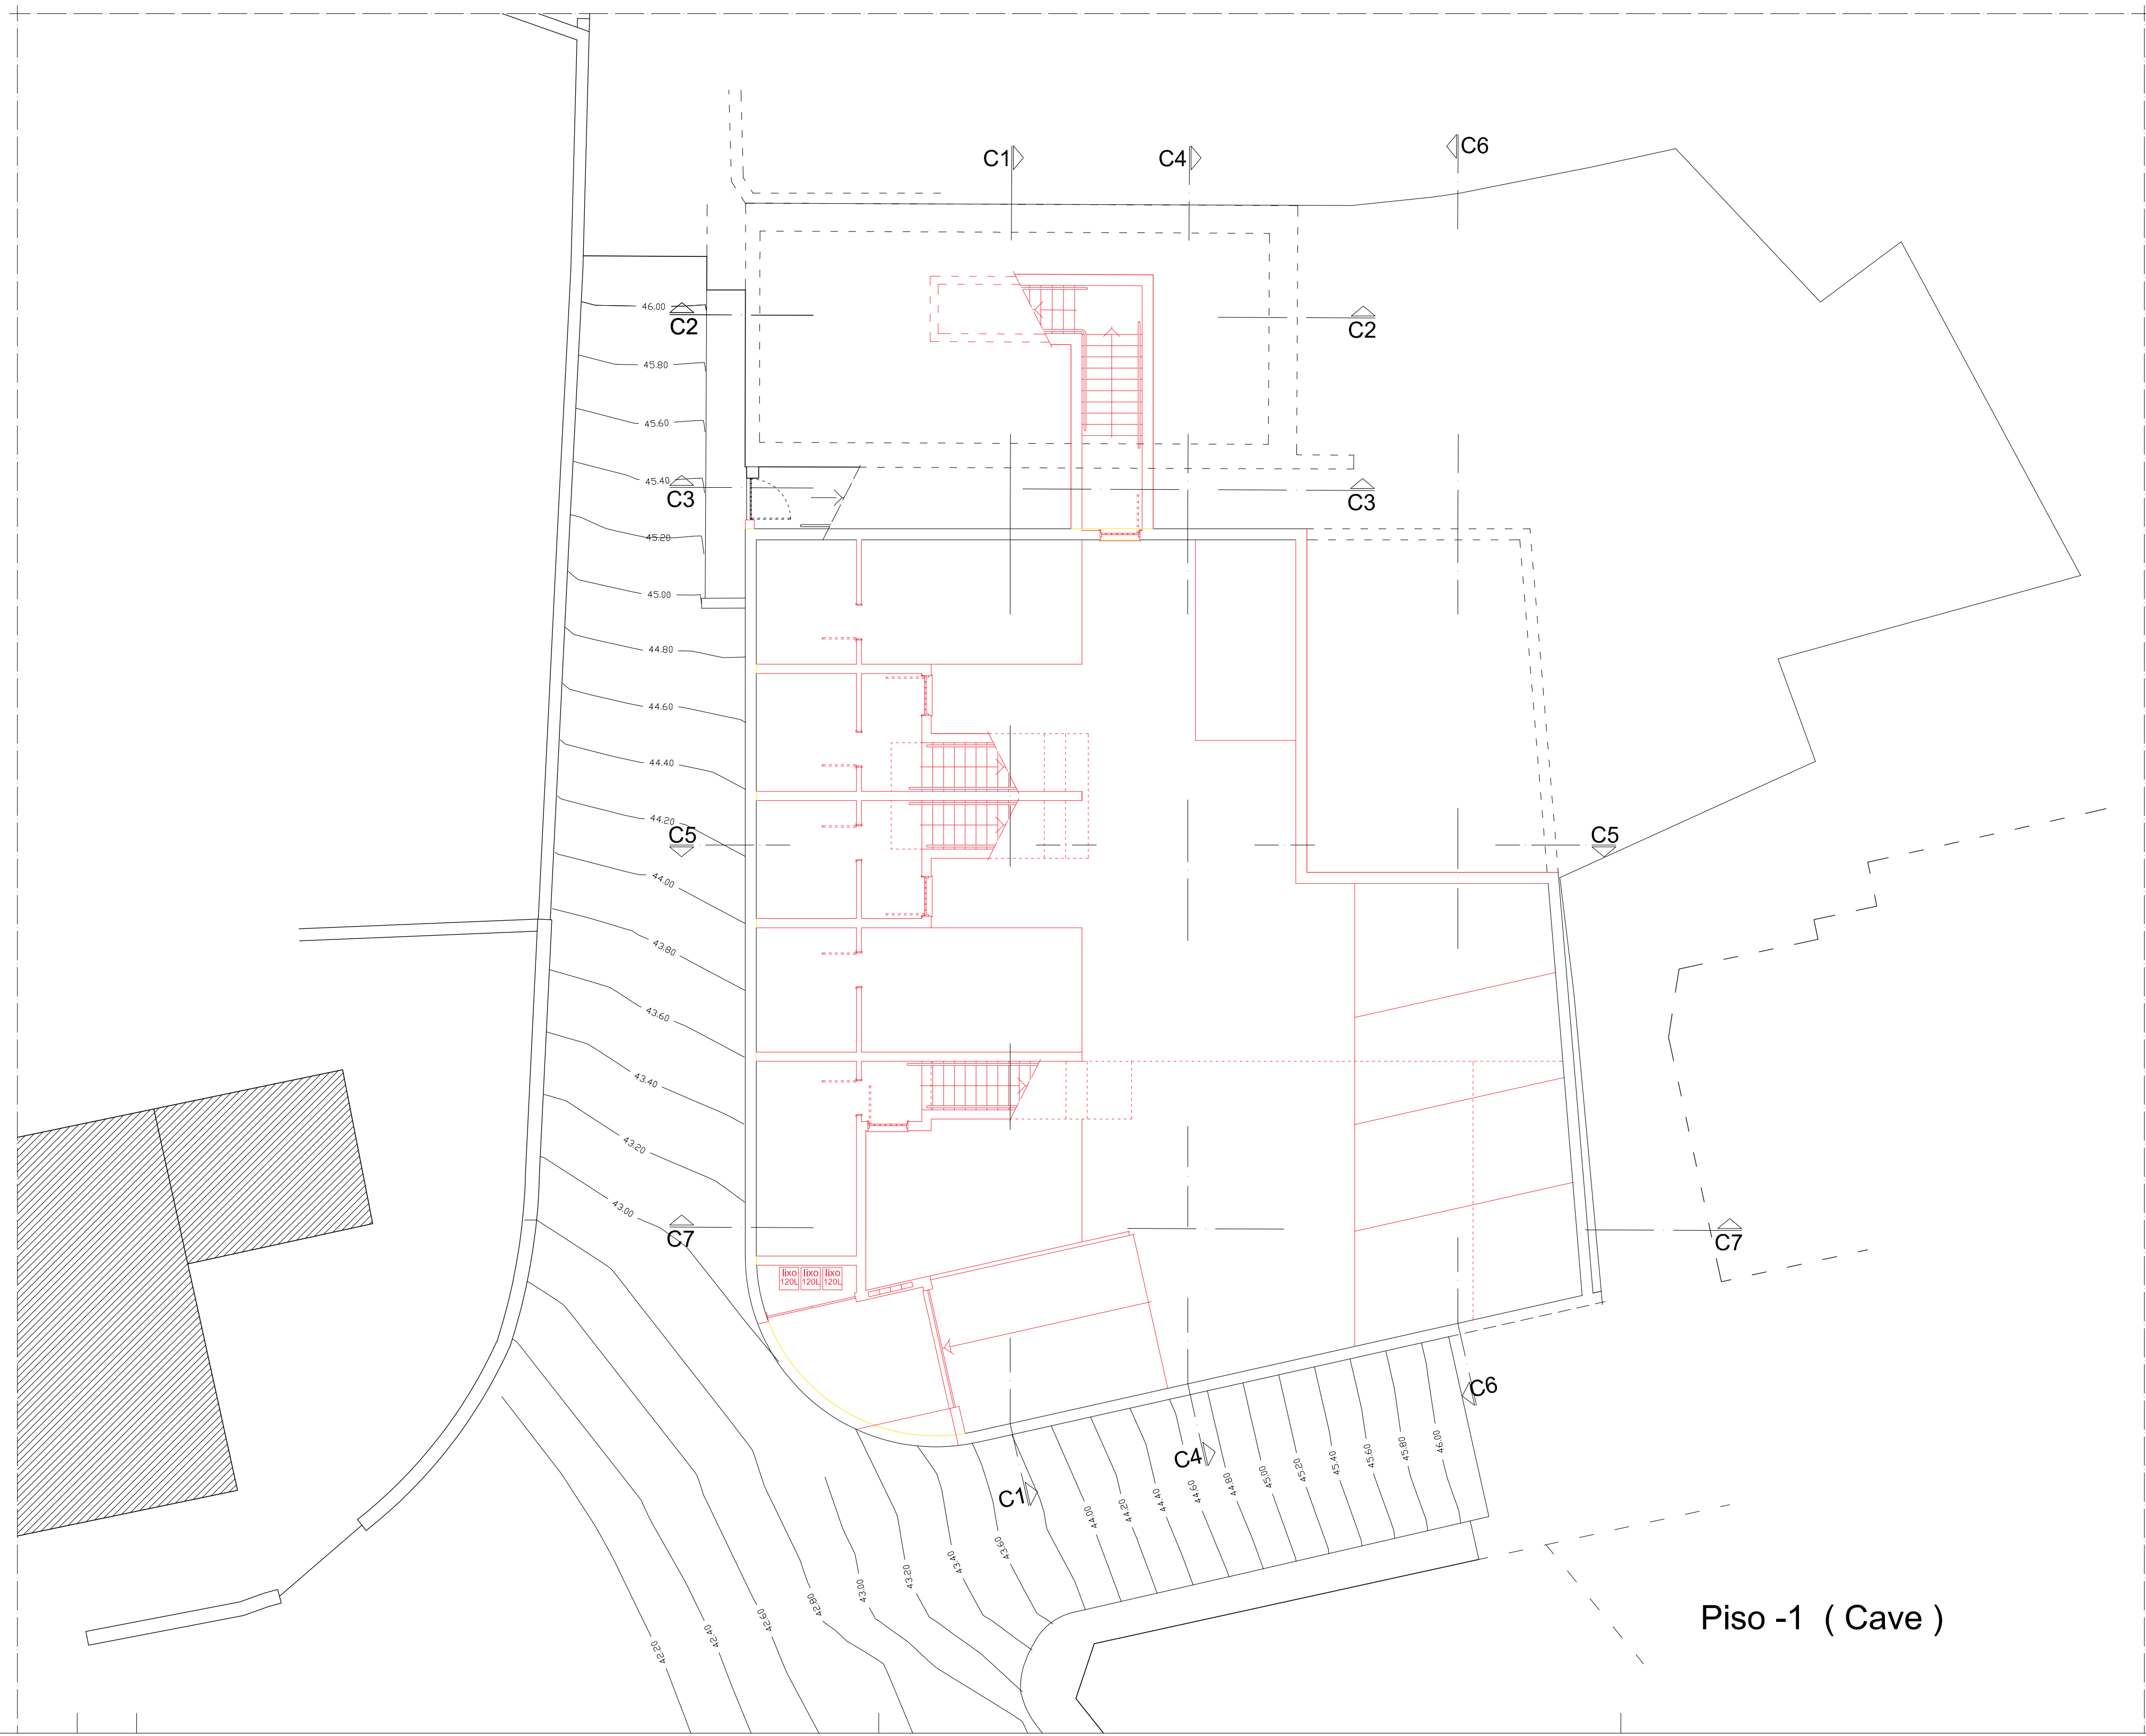 C1
C4
C6
46.00
C2
C2
45.80
45.60
45.40
C3
C3
45.20
45.00
44.80
44.60
44.40
44.20
C5
C5
44.00
43.80
43.60
43.40
43.20
43.00
C7
C7
lixo lixo lixo
120L 120L 120L
C6
C4
C1
46.00
45.80
45.60
45.40
45.20
45.00
44.80
44.60
44.40
44.20
44.00
43.60
43.40
43.20
43.00
42.80
42.60
42.40
42.20
Piso -1 ( Cave )